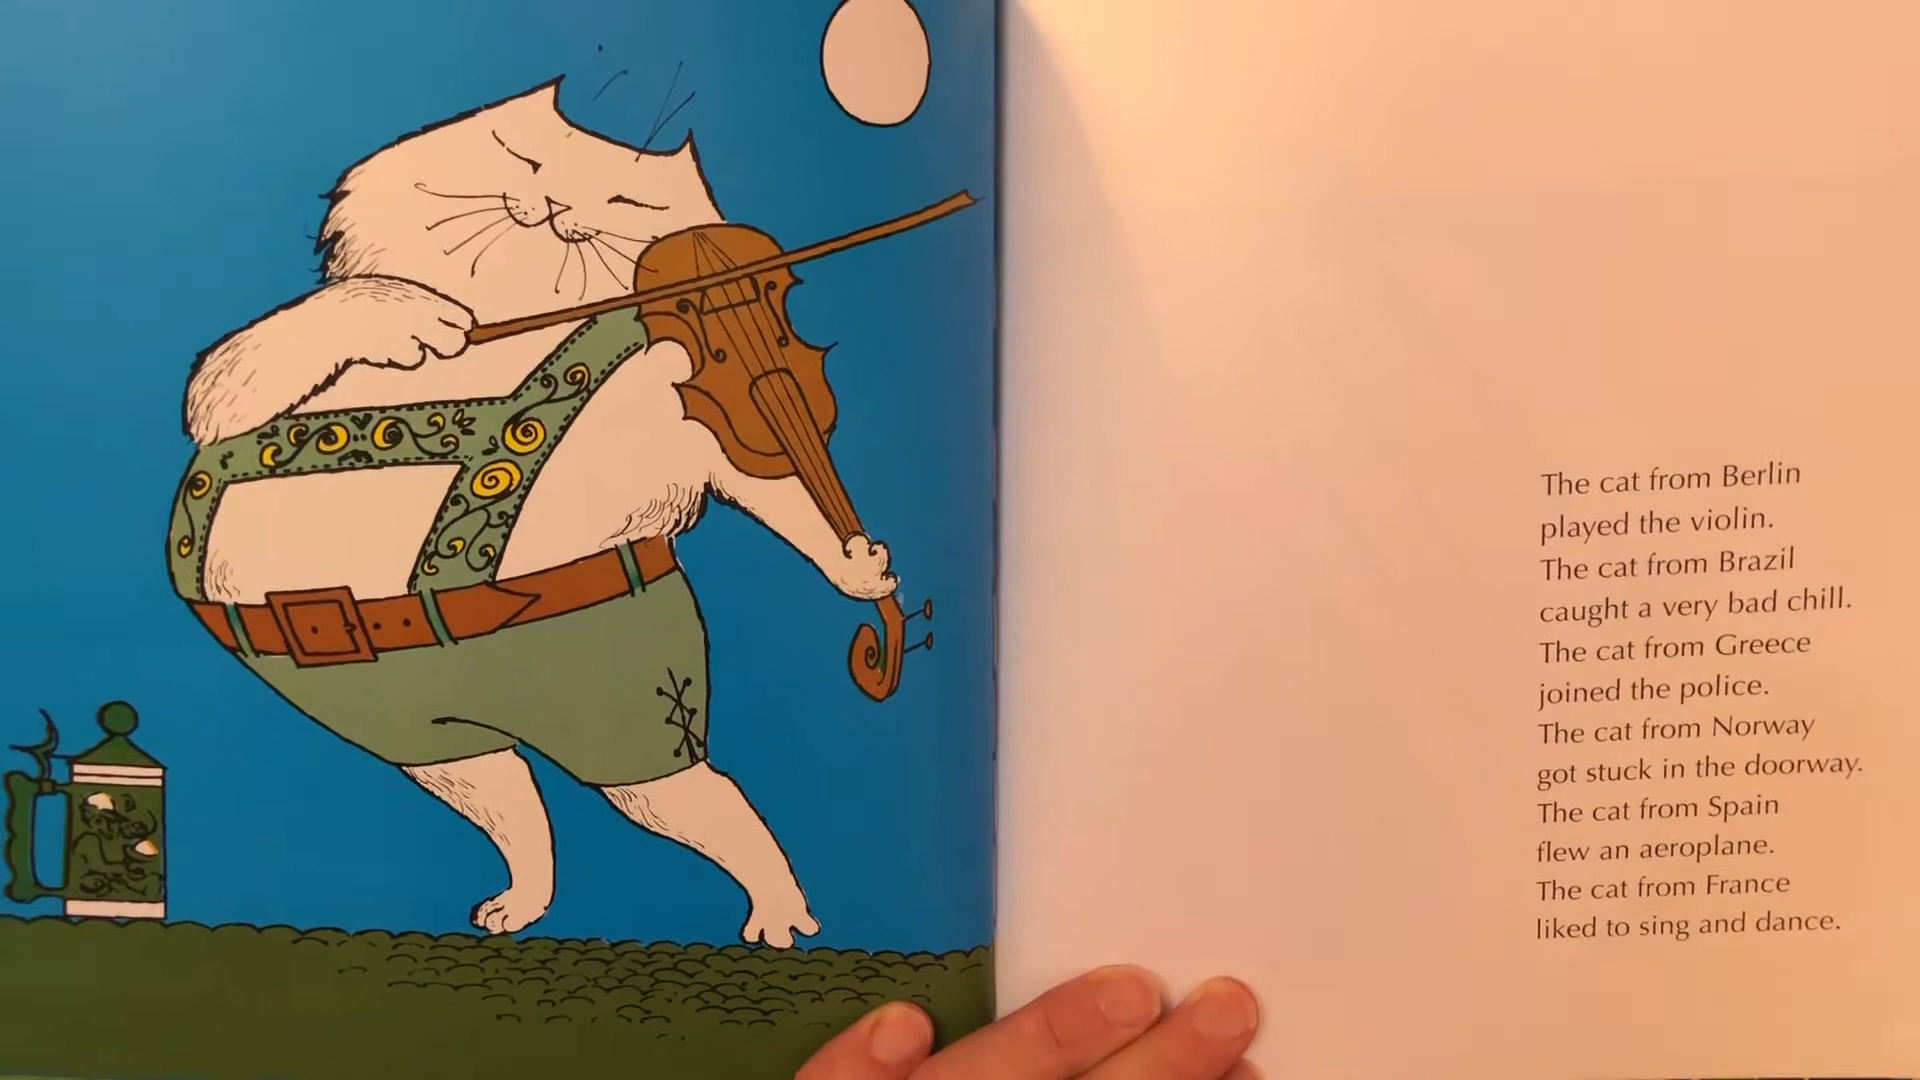 The cat from Berlin
played the violin.
The cat from Brazil
caught a very bad chill.
The cat from Greece
joined the police.
The cat from Norway
got stuck in the doorway.
The cat from Spain
flew an aeroplane.
The cat from France
liked to sing and dance.